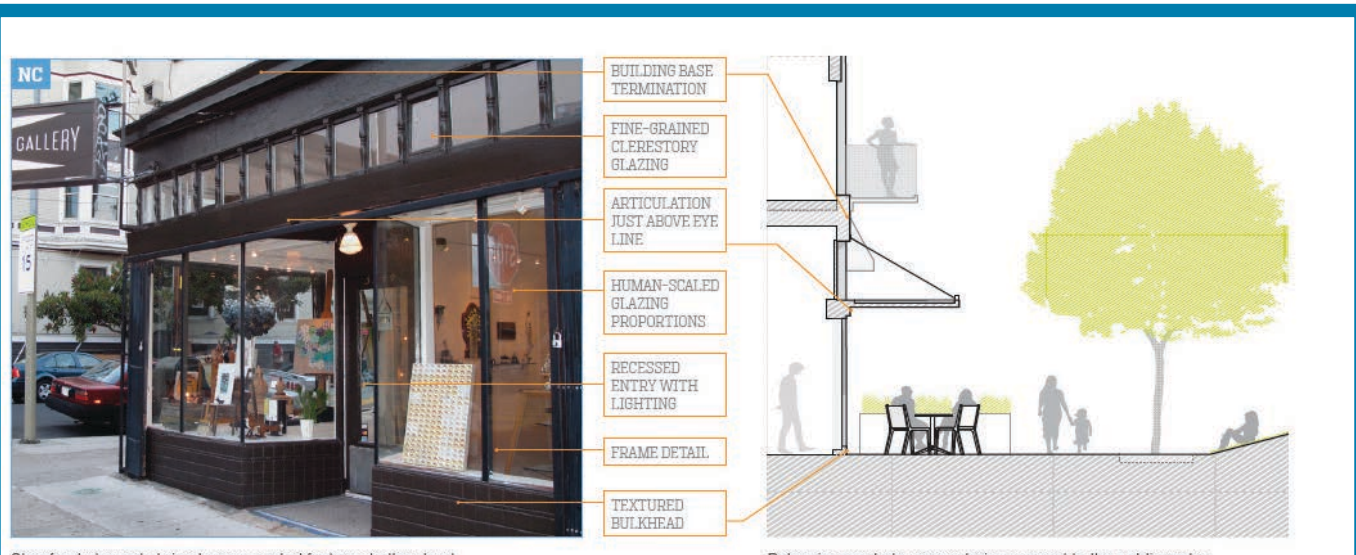 NC
GALLERY
15
STOP
BUILDING BASE
TERMINATION
FINE-GRAINED
CLERESTORY
GLAZING
ARTICULATION
JUST ABOVE EYE
LINE
HUMAN-SCALED
GLAZING
PROPORTIONS
RECESSED
ENTRY WITH
LIGHTING
FRAME DETAIL
TEXTURED
BULKHEAD